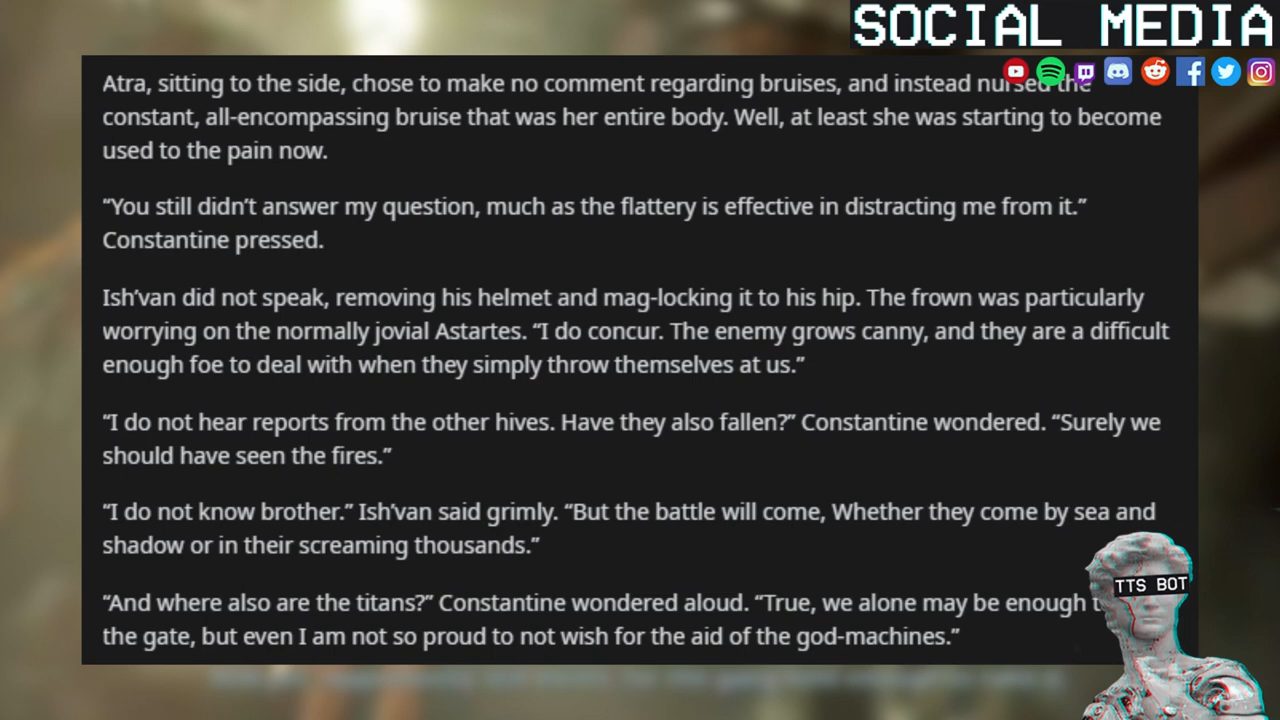 SOCIAL MEDIA
Atra, sitting to the side, chose to make no comment regarding bruises, and instead nursed the
constant, all-encompassing bruise that was her entire body. Well, at least she was starting to become
used to the pain now.
“You still didn’t answer my question, much as the flattery is effective in distracting me from it.”
Constantine pressed.
Ish’van did not speak, removing his helmet and mag-locking it to his hip. The frown was particularly
worrying on the normally jovial Astartes. “I do concur. The enemy grows canny, and they are a difficult
enough foe to deal with when they simply throw themselves at us.”
“I do not hear reports from the other hives. Have they also fallen?” Constantine wondered. “Surely we
should have seen the fires.”
“I do not know brother.” Ish’van said grimly. “But the battle will come, Whether they come by sea and
shadow or in their screaming thousands.”
“And where also are the titans?” Constantine wondered aloud. “True, we alone may be enough
the gate, but even I am not so proud to not wish for the aid of the god-machines.”
TTS BOT